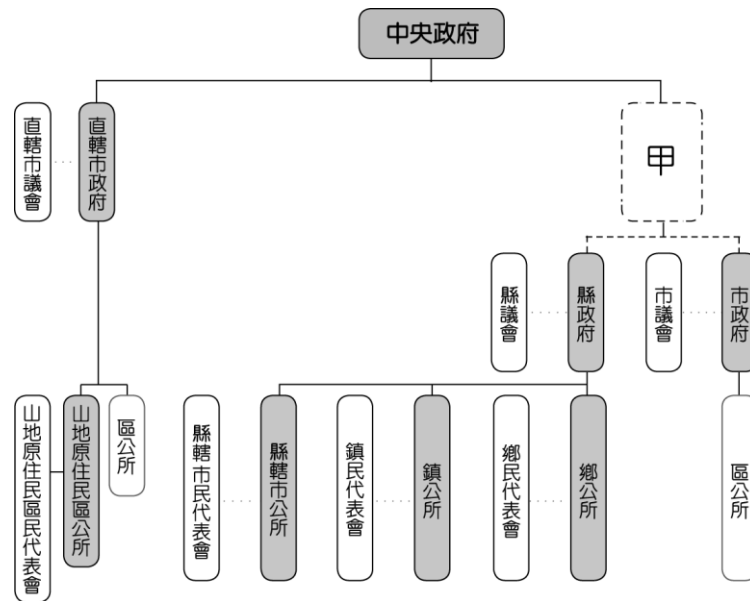 中央政府
直轄市議會
直轄市政府
甲
縣議會
縣政府
市議會
市政府
山地原住民區民代表會
山地原住民區公所
區公所
縣轄市民代表會
縣轄市公所
鎮民代表會
鎮公所
鄉民代表會
鄉公所
區公所